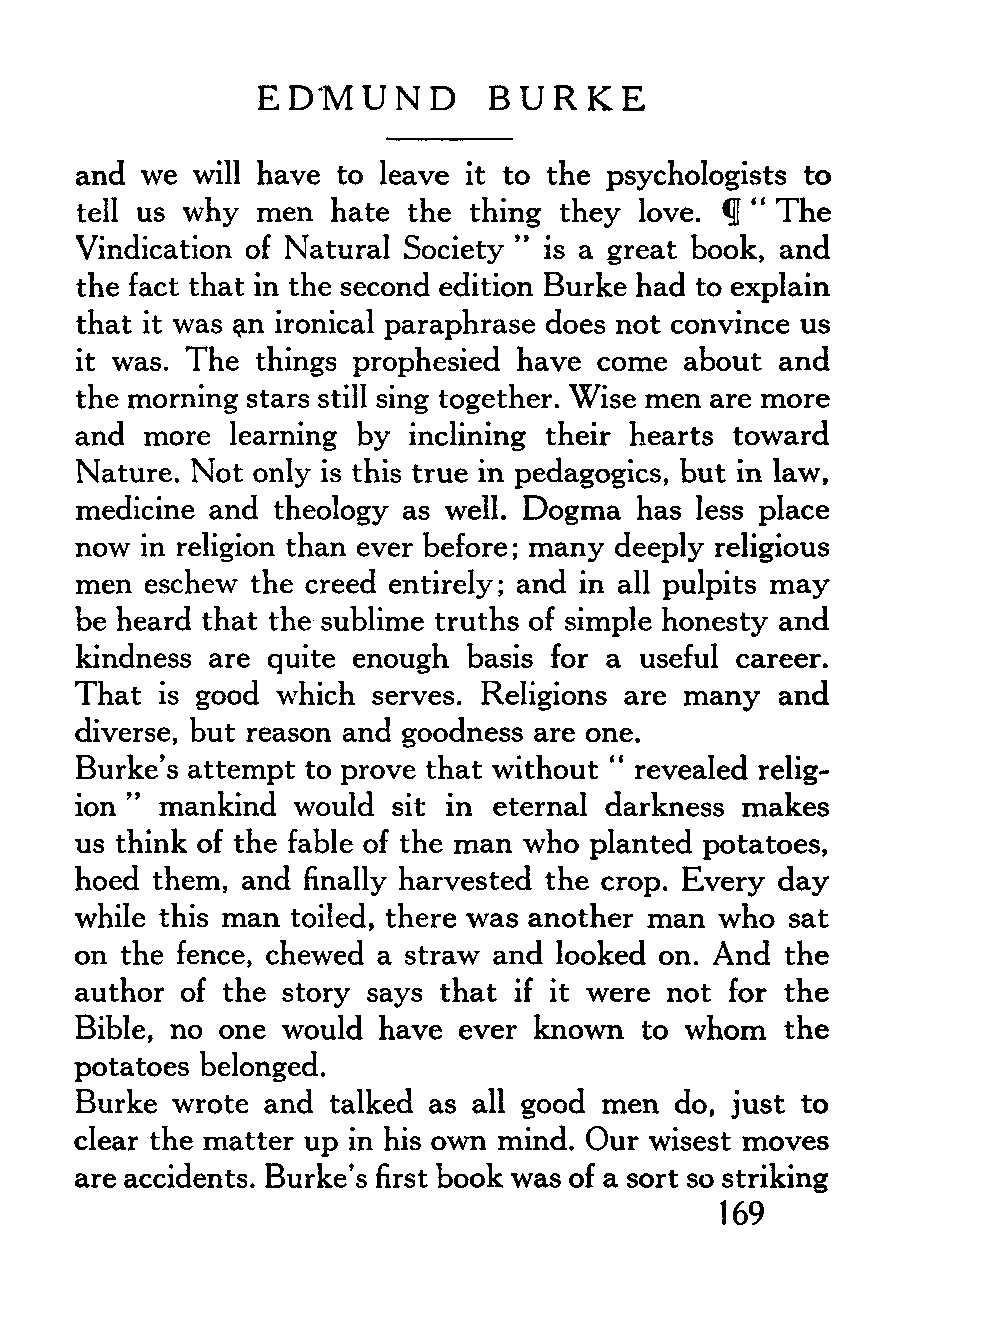 EDMUND BURKE
and we will have to leave it to the psychologists to
tell us why men hate the thing they love. ¶ “ The
Vindication of Natural Society ” is a great book, and
the fact that in the second edition Burke had to explain
that it was an ironical paraphrase does not convince us
it was. The things prophesied have come about and
the morning stars still sing together. Wise men are more
and more learning by inclining their hearts toward
Nature. Not only is this true in pedagogics, but in law,
medicine and theology as well. Dogma has less place
now in religion than ever before; many deeply religious
men eschew the creed entirely; and in all pulpits may
be heard that the sublime truths of simple honesty and
kindness are quite enough basis for a useful career.
That is good which serves. Religions are many and
diverse, but reason and goodness are one.
Burke’s attempt to prove that without “ revealed relig-
ion ” mankind would sit in eternal darkness makes
us think of the fable of the man who planted potatoes,
hoed them, and finally harvested the crop. Every day
while this man toiled, there was another man who sat
on the fence, chewed a straw and looked on. And the
author of the story says that if it were not for the
Bible, no one would have ever known to whom the
potatoes belonged.
Burke wrote and talked as all good men do, just to
clear the matter up in his own mind. Our wisest moves
are accidents. Burke’s first book was of a sort so striking
169